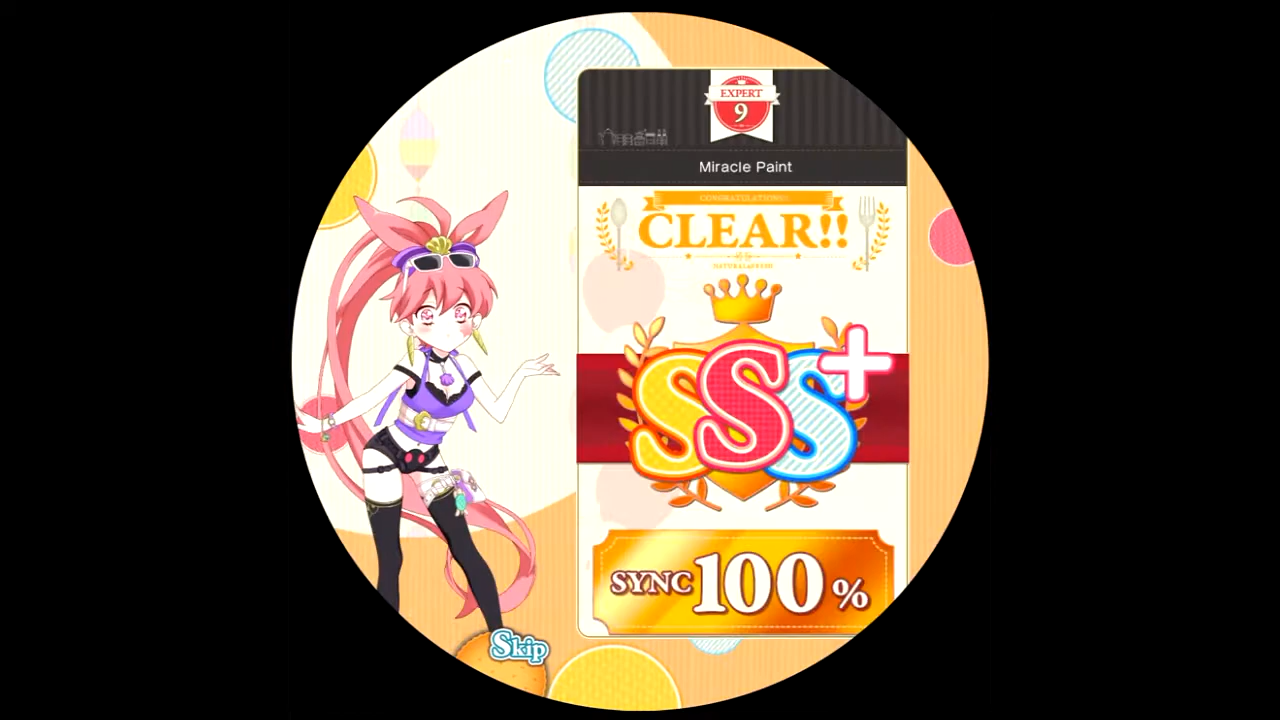 EXPERT
9
Miracle Paint
CONGRATULATIONS!
CLEAR!!
SSS+
SYNC 100 %
Skip